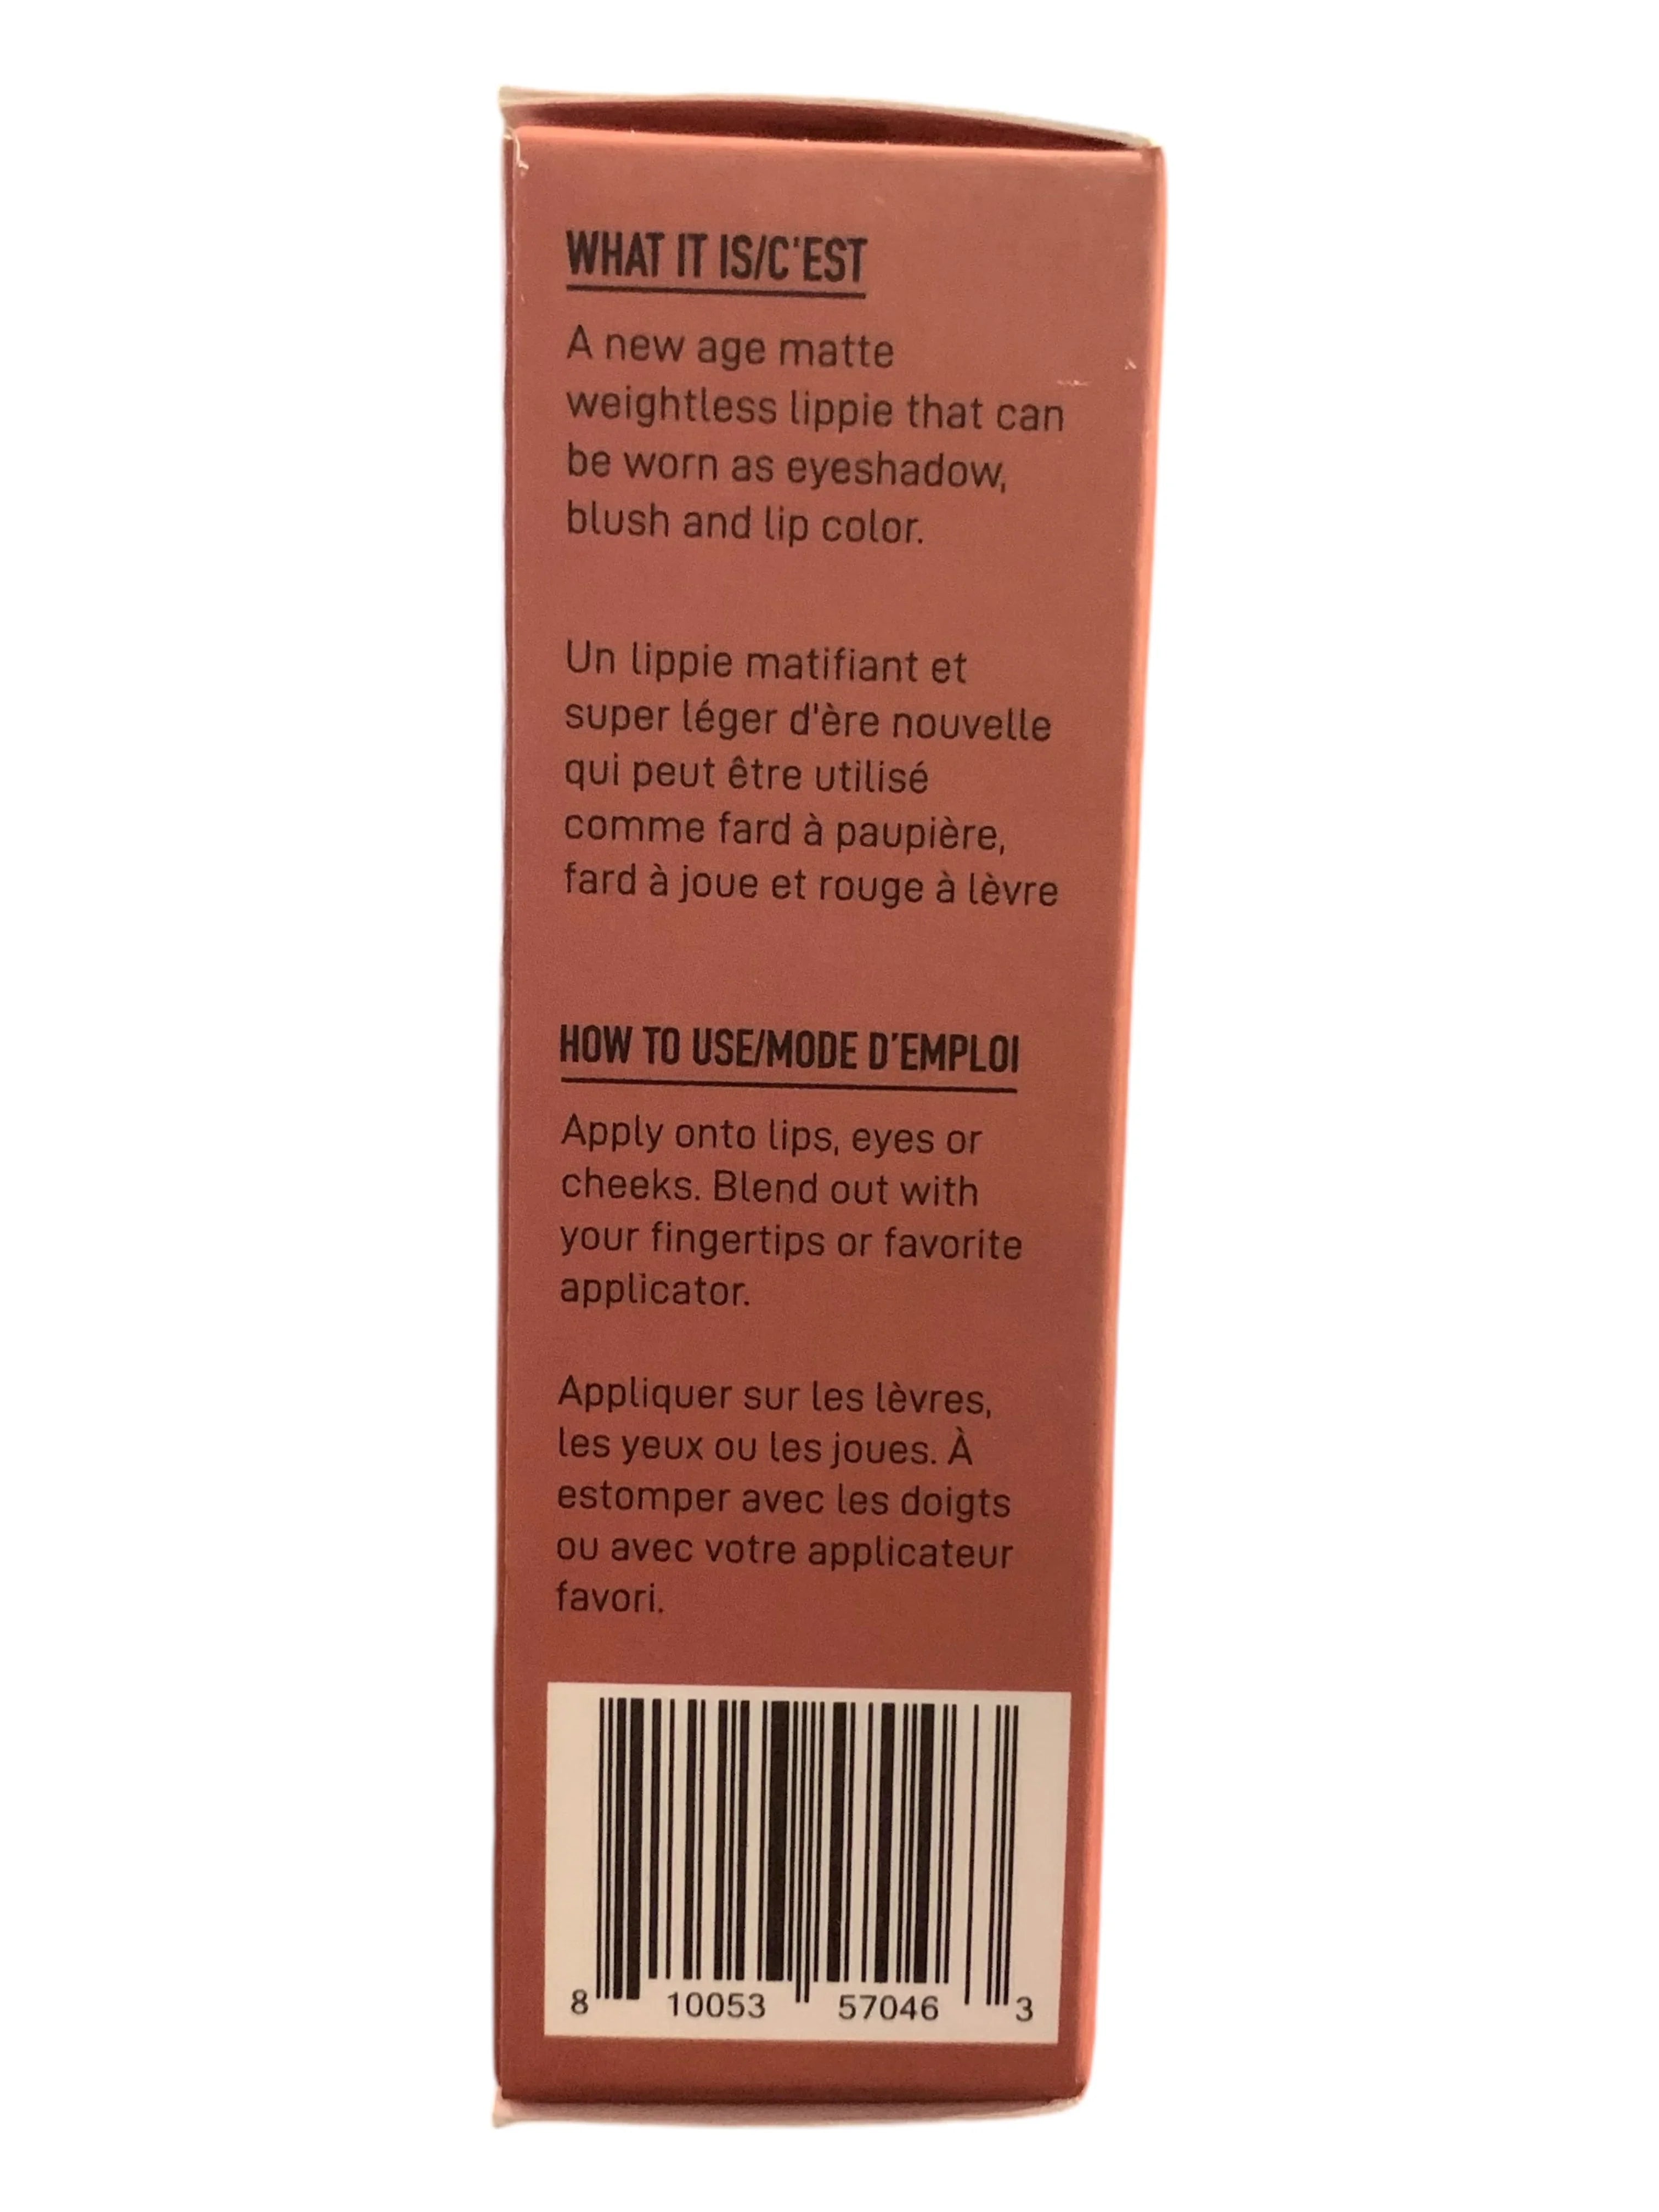 WHAT IT IS/C'EST
A new age matte
weightless lippie that can
be worn as eyeshadow,
blush and lip color.
Un lippie matifiant et
super léger d'ère nouvelle
qui peut être utilisé
comme fard à paupière,
fard à joue et rouge à lèvre
HOW TO USE/MODE D'EMPLOI
Apply onto lips, eyes or
cheeks. Blend out with
your fingertips or favorite
applicator.
Appliquer sur les lèvres,
les yeux ou les joues. À
estomper avec les doigts
ou avec votre applicateur
favori.
8 10053 57046 3